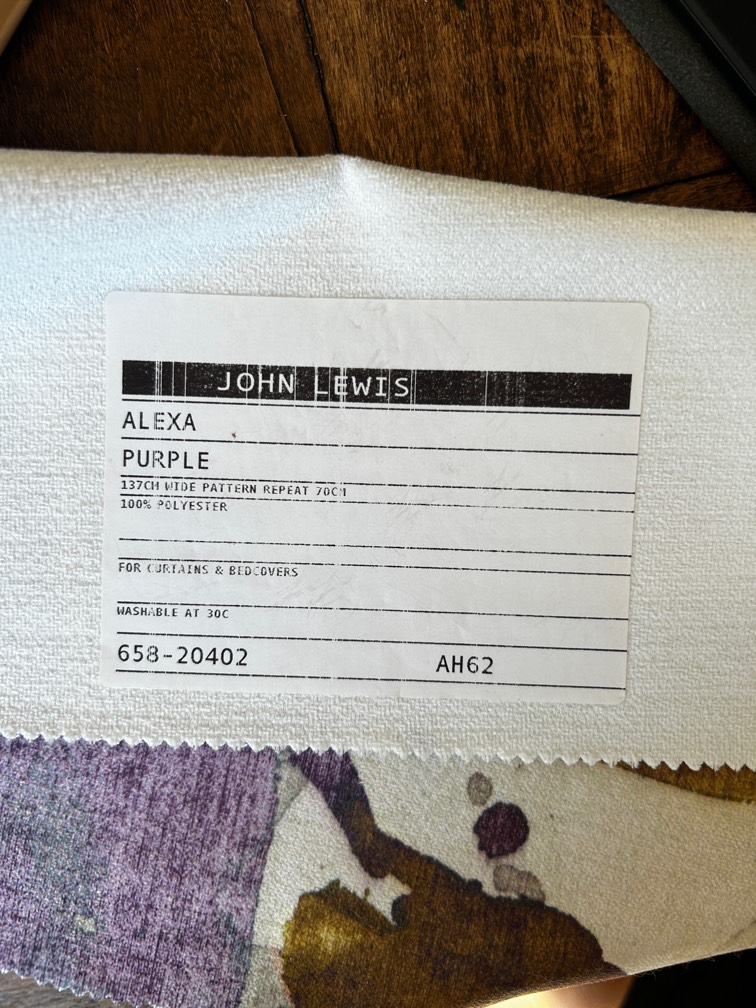 JOHN LEWIS
ALEXA
PURPLE
137CM WIDE PATTERN REPEAT 70CM
100% POLYESTER
FOR CURTAINS & BEDCOVERS
WASHABLE AT 30C
658-20402 AH62